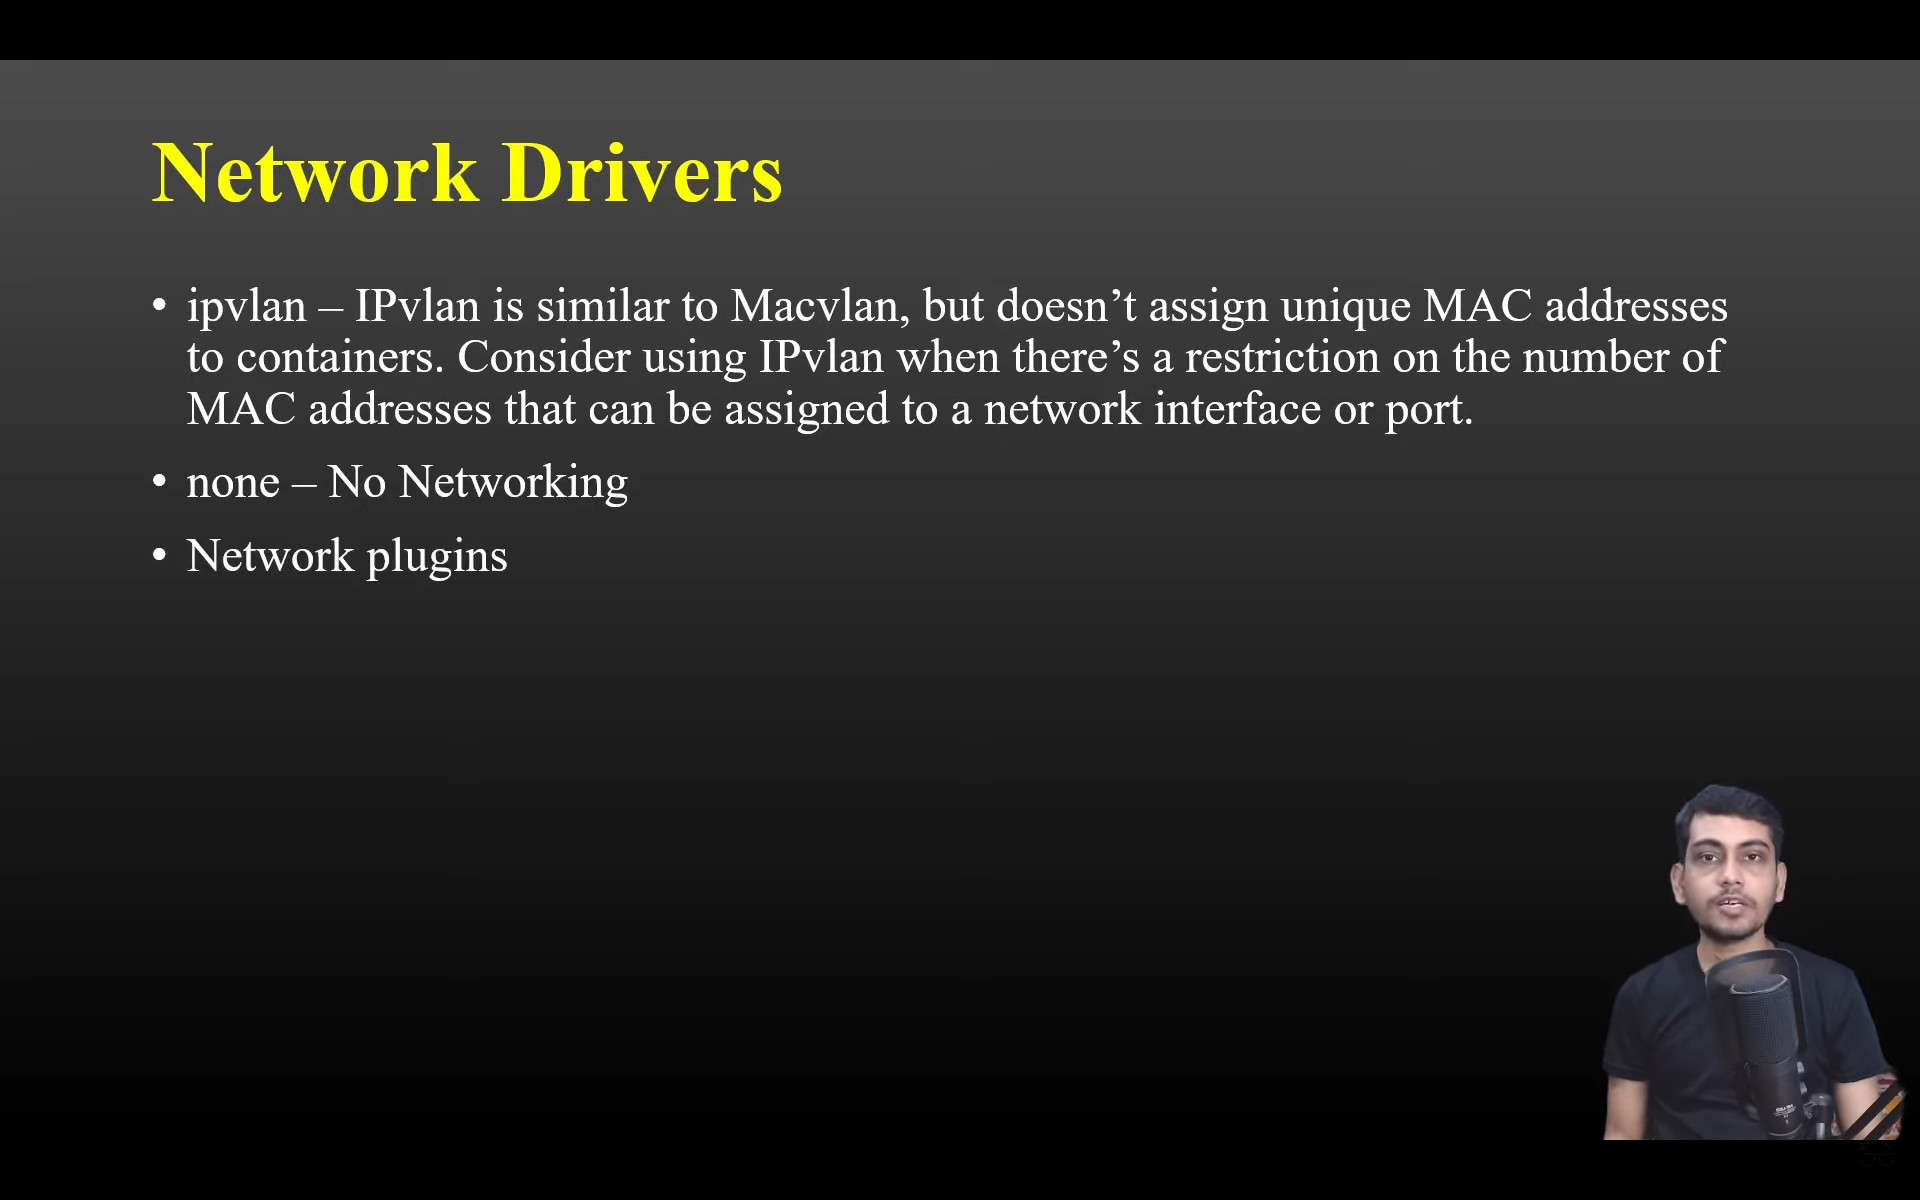 Network Drivers
• ipvlan – IPvlan is similar to Macvlan, but doesn’t assign unique MAC addresses
to containers. Consider using IPvlan when there’s a restriction on the number of
MAC addresses that can be assigned to a network interface or port.
• none – No Networking
• Network plugins